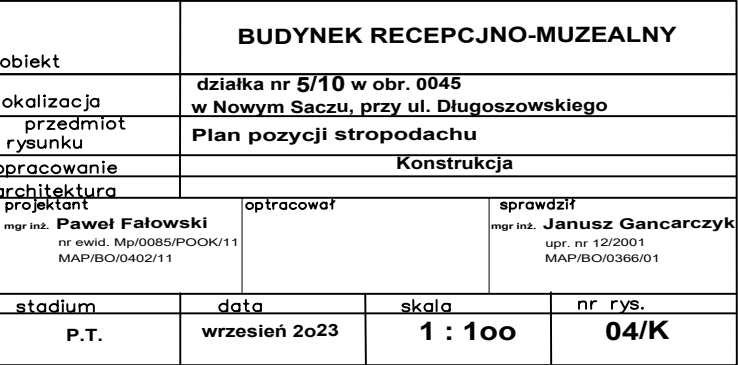 obiekt
BUDYNEK RECEPCJNO-MUZEALNY
okalizacja
działka nr 5/10 w obr. 0045
w Nowym Saczu, przy ul. Długoszowskiego
przedmiot
rysunku
Plan pozycji stropodachu
opracowanie
Konstrukcja
architektura
projektant
mgr inż. Paweł Fałowski
nr ewid. Mp/0085/POOK/11
MAP/BO/0402/11
optracował
sprawdził
mgr inż. Janusz Gancarczyk
upr. nr 12/2001
MAP/BO/0366/01
stadium
data
skala
nr rys.
P.T.
wrzesień 2o23
1 : 1oo
04/K